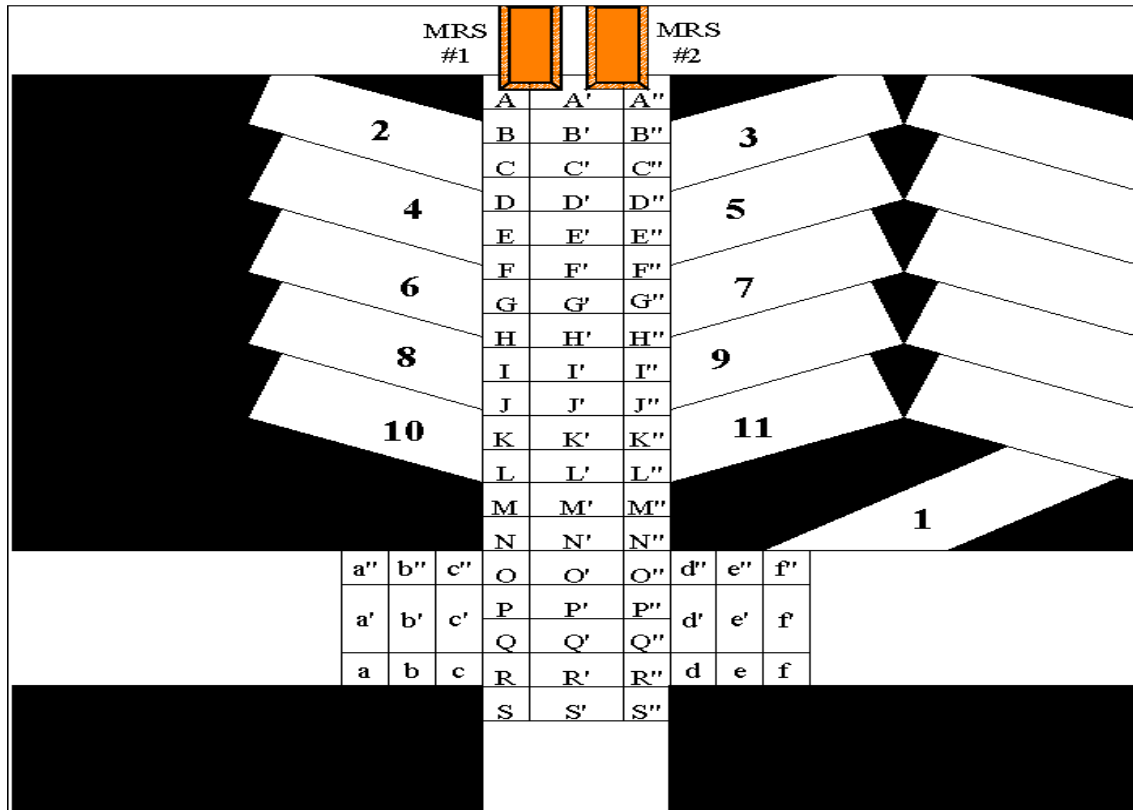 MRS #1
MRS #2
A A' A"
2 B B' B" 3
C C' C"
4 D D' D" 5
E E' E"
F F' F"
6 G G' G" 7
H H' H"
8 I I' I" 9
J J' J"
10 K K' K" 11
L L' L"
M M' M" 1
N N' N"
a" b" c" O O' O" d" e" f"
a' b' c' P P' P" d' e' f'
Q Q' Q"
a b c R R' R" d e f
S S' S"